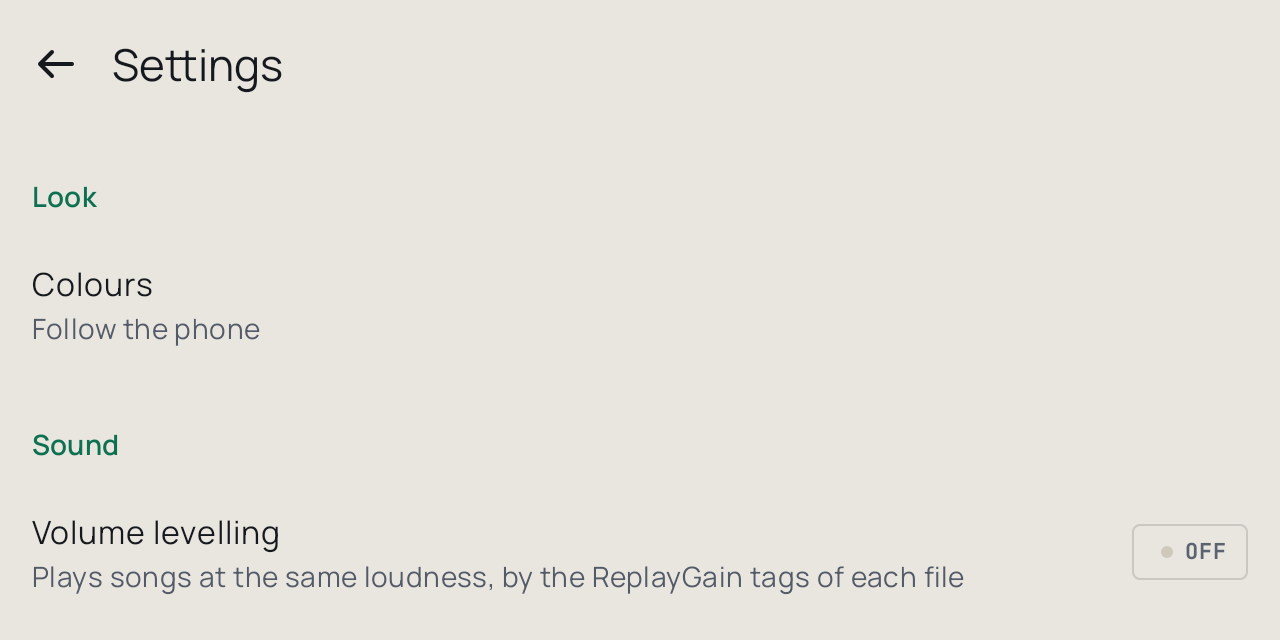 Settings
Look
Colours
Follow the phone
Sound
Volume levelling
Plays songs at the same loudness, by the ReplayGain tags of each file
OFF